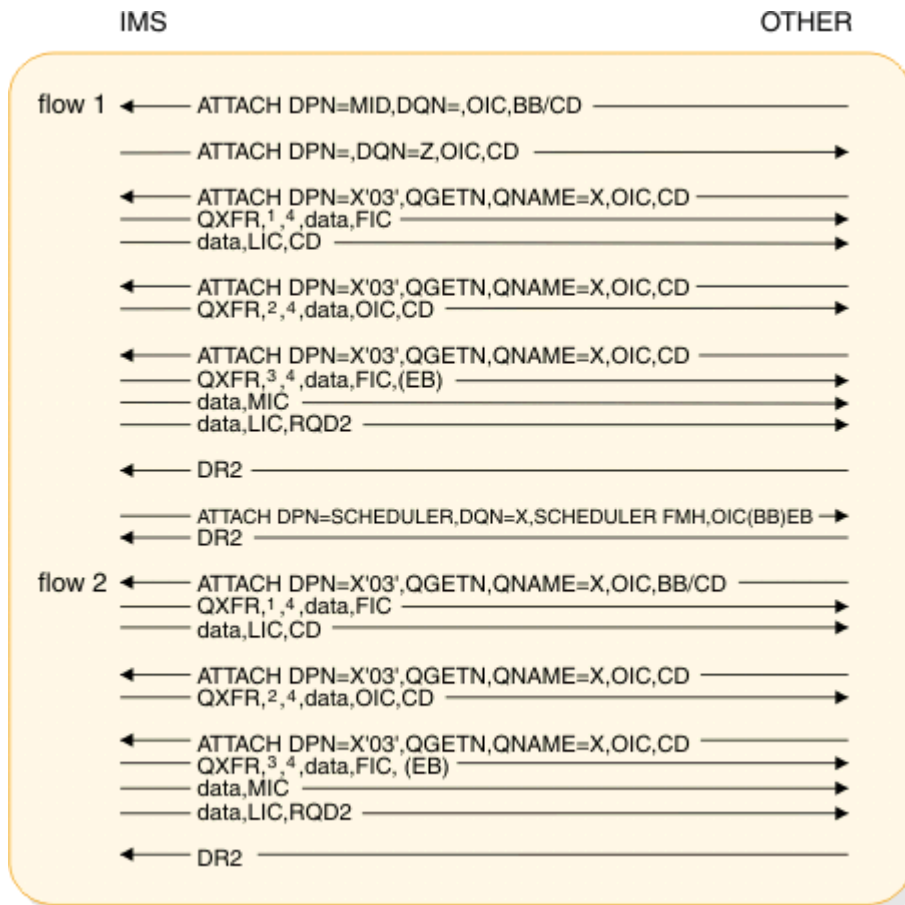 IMS OTHER
flow 1 ATTACH DPN=MID,DQN=,OIC,BB/CD
ATTACH DPN=,DQN=Z,OIC,CD
ATTACH DPN=X'03',QGETN,QNAME=X,OIC,CD
QXFR,¹,⁴,data,FIC
data,LIC,CD
ATTACH DPN=X'03',QGETN,QNAME=X,OIC,CD
QXFR,²,⁴,data,OIC,CD
ATTACH DPN=X'03',QGETN,QNAME=X,OIC,CD
QXFR,³,⁴,data,FIC,(EB)
data,MIC
data,LIC,RQD2
DR2
ATTACH DPN=SCHEDULER,DQN=X,SCHEDULER FMH,OIC(BB)EB
DR2
flow 2 ATTACH DPN=X'03',QGETN,QNAME=X,OIC,BB/CD
QXFR,¹,⁴,data,FIC
data,LIC,CD
ATTACH DPN=X'03',QGETN,QNAME=X,OIC,CD
QXFR,²,⁴,data,OIC,CD
ATTACH DPN=X'03',QGETN,QNAME=X,OIC,CD
QXFR,³,⁴,data,FIC, (EB)
data,MIC
data,LIC,RQD2
DR2